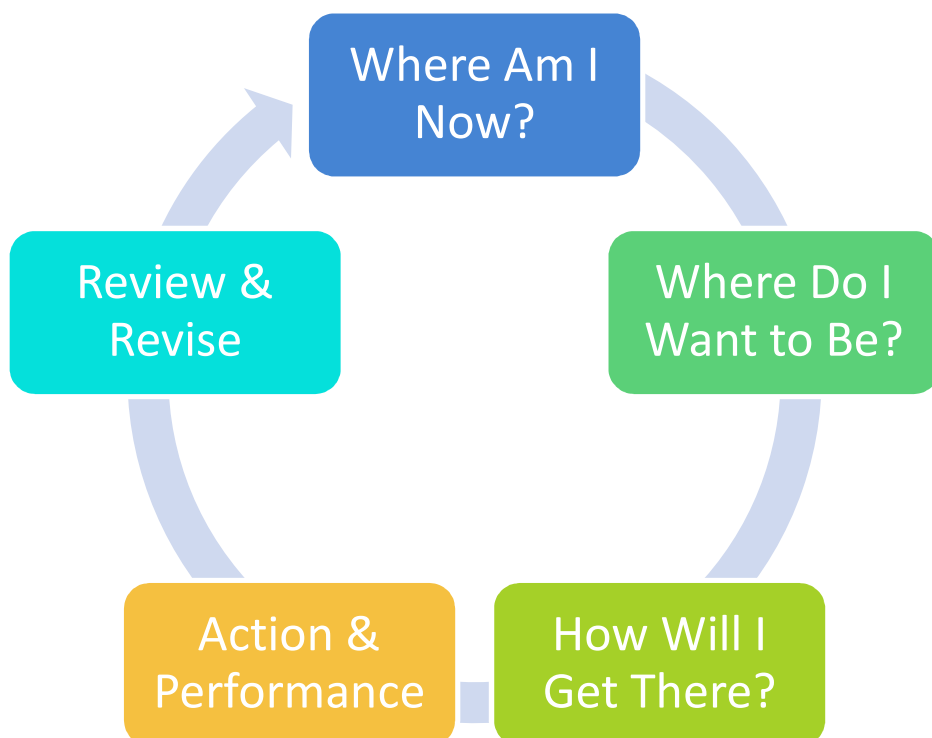 Where Am I
Now?
Where Do I
Want to Be?
How Will I
Get There?
Action &
Performance
Review &
Revise